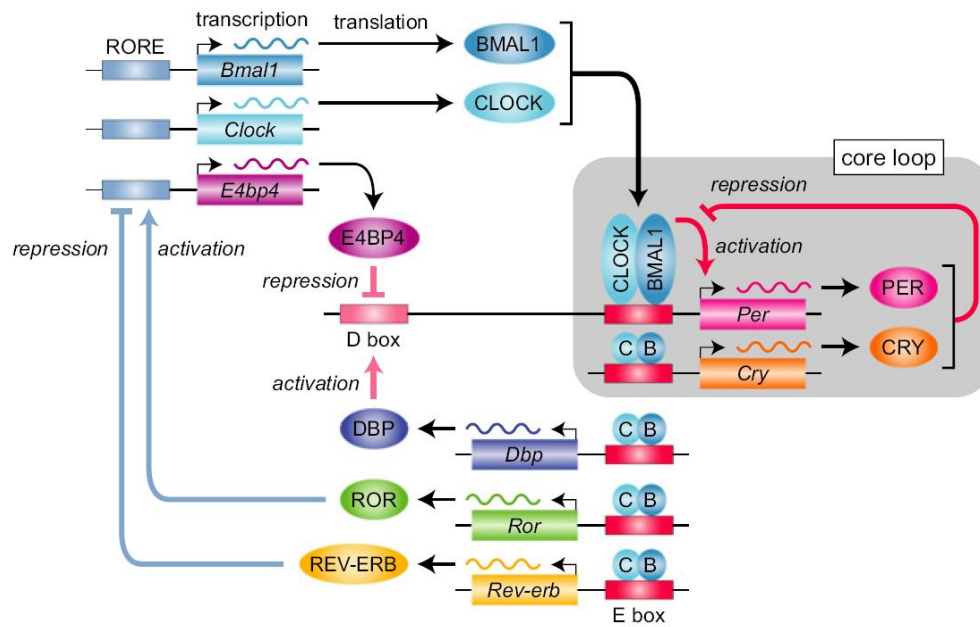 transcription
translation
RORE
Bmal1
BMAL1
Clock
CLOCK
E4bp4
core loop
repression
activation
E4BP4
repression
CLOCK
BMAL1
repression
activation
D box
Per
PER
C B
Cry
CRY
activation
DBP
Dbp
C B
ROR
Ror
C B
REV-ERB
Rev-erb
C B
E box